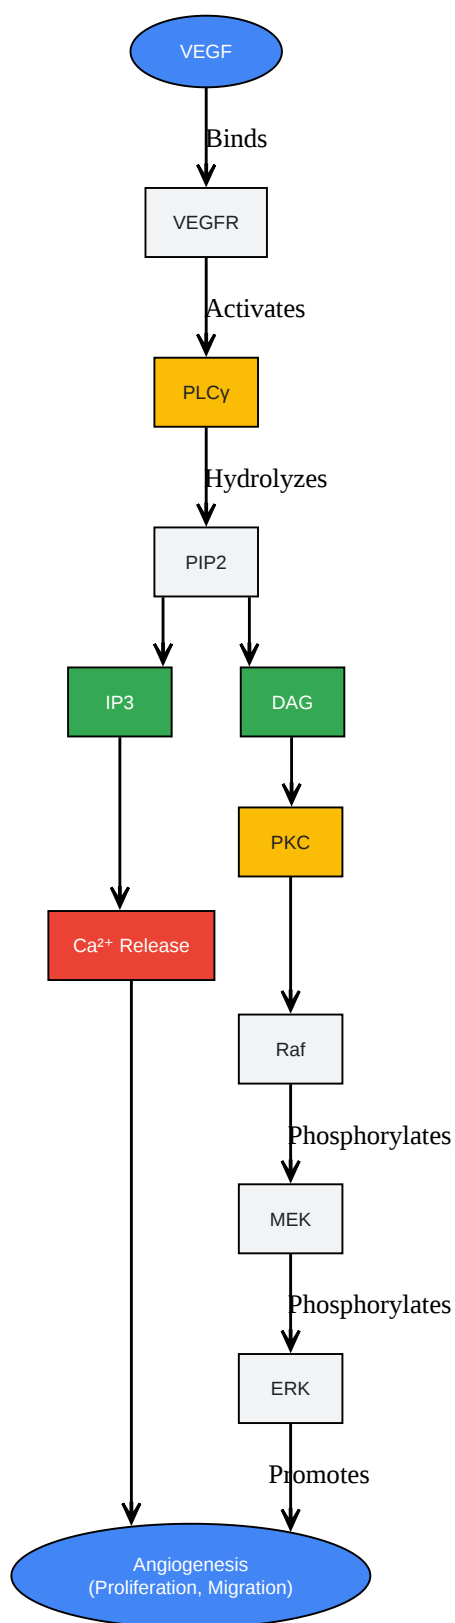 VEGF
Binds
VEGFR
Activates
PLCγ
Hydrolyzes
PIP2
IP3
DAG
PKC
Ca²⁺ Release
Raf
Phosphorylates
MEK
Phosphorylates
ERK
Promotes
Angiogenesis
(Proliferation, Migration)